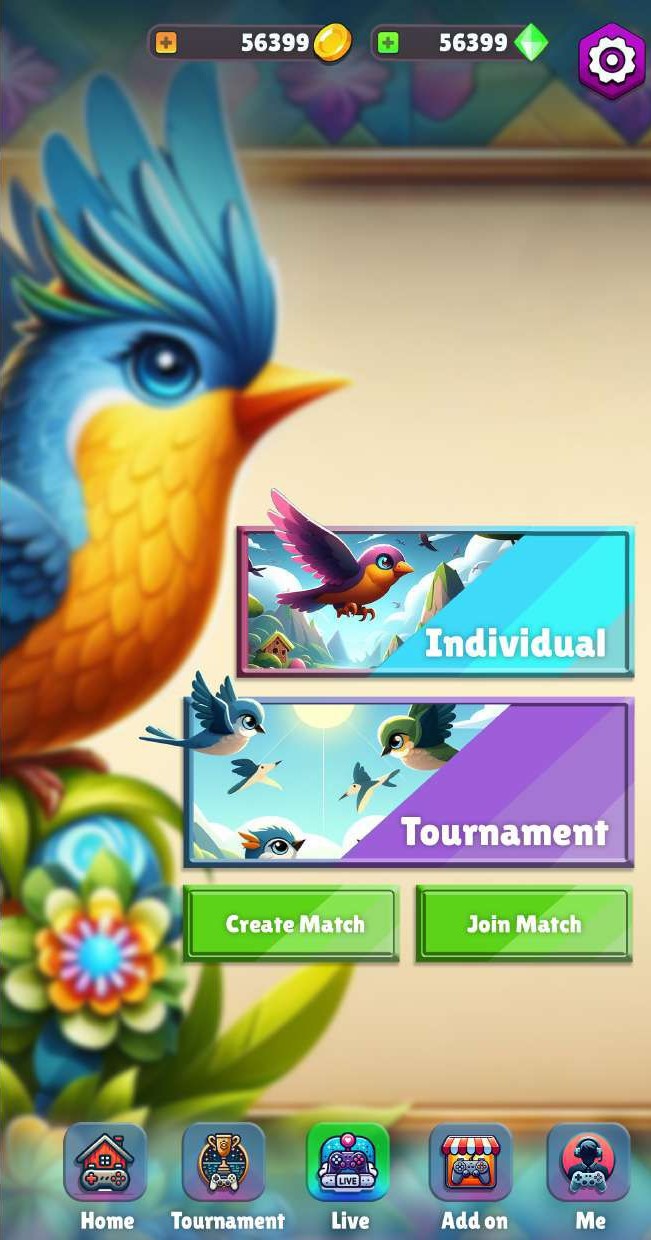 56399
56399
Individual
Tournament
Create Match
Join Match
LIVE
Home
Tournament
Live
Add on
Me